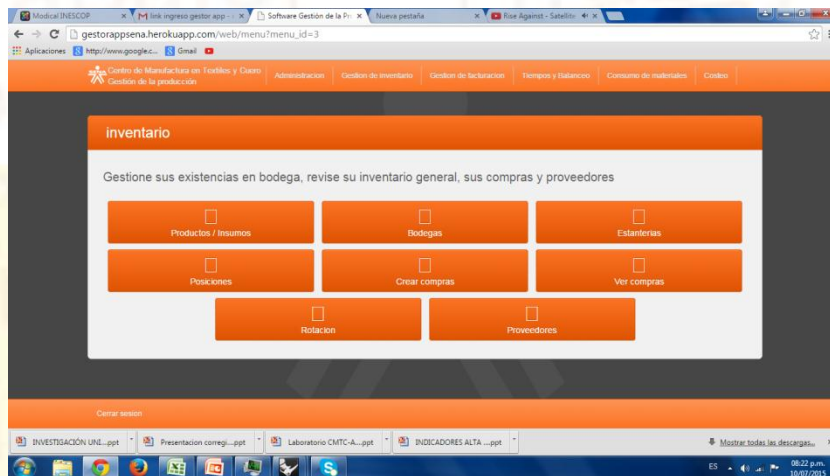 Modical INESCOP
link ingreso gestor app -
Software Gestión de la Pr
Nueva pestaña
Rise Against - Satellite
gestorappsena.herokuapp.com/web/menu?menu_id=3
Aplicaciones
http://www.google.c...
Gmail
Centro de Manufactura en Textiles y Cuero
Gestión de la producción
Administracion
Gestion de inventario
Gestion de facturacion
Tiempos y Balanceo
Consumo de materiales
Costeo
inventario
Gestione sus existencias en bodega, revise su inventario general, sus compras y proveedores
Productos / Insumos
Bodegas
Estanterias
Posiciones
Crear compras
Ver compras
Rotacion
Proveedores
Cerrar sesion
INVESTIGACIÓN UNI....ppt
Presentacion corregi....ppt
Laboratorio CMTC-A....ppt
INDICADORES ALTA ....ppt
Mostrar todas las descargas...
ES
08:22 p.m.
10/07/2015